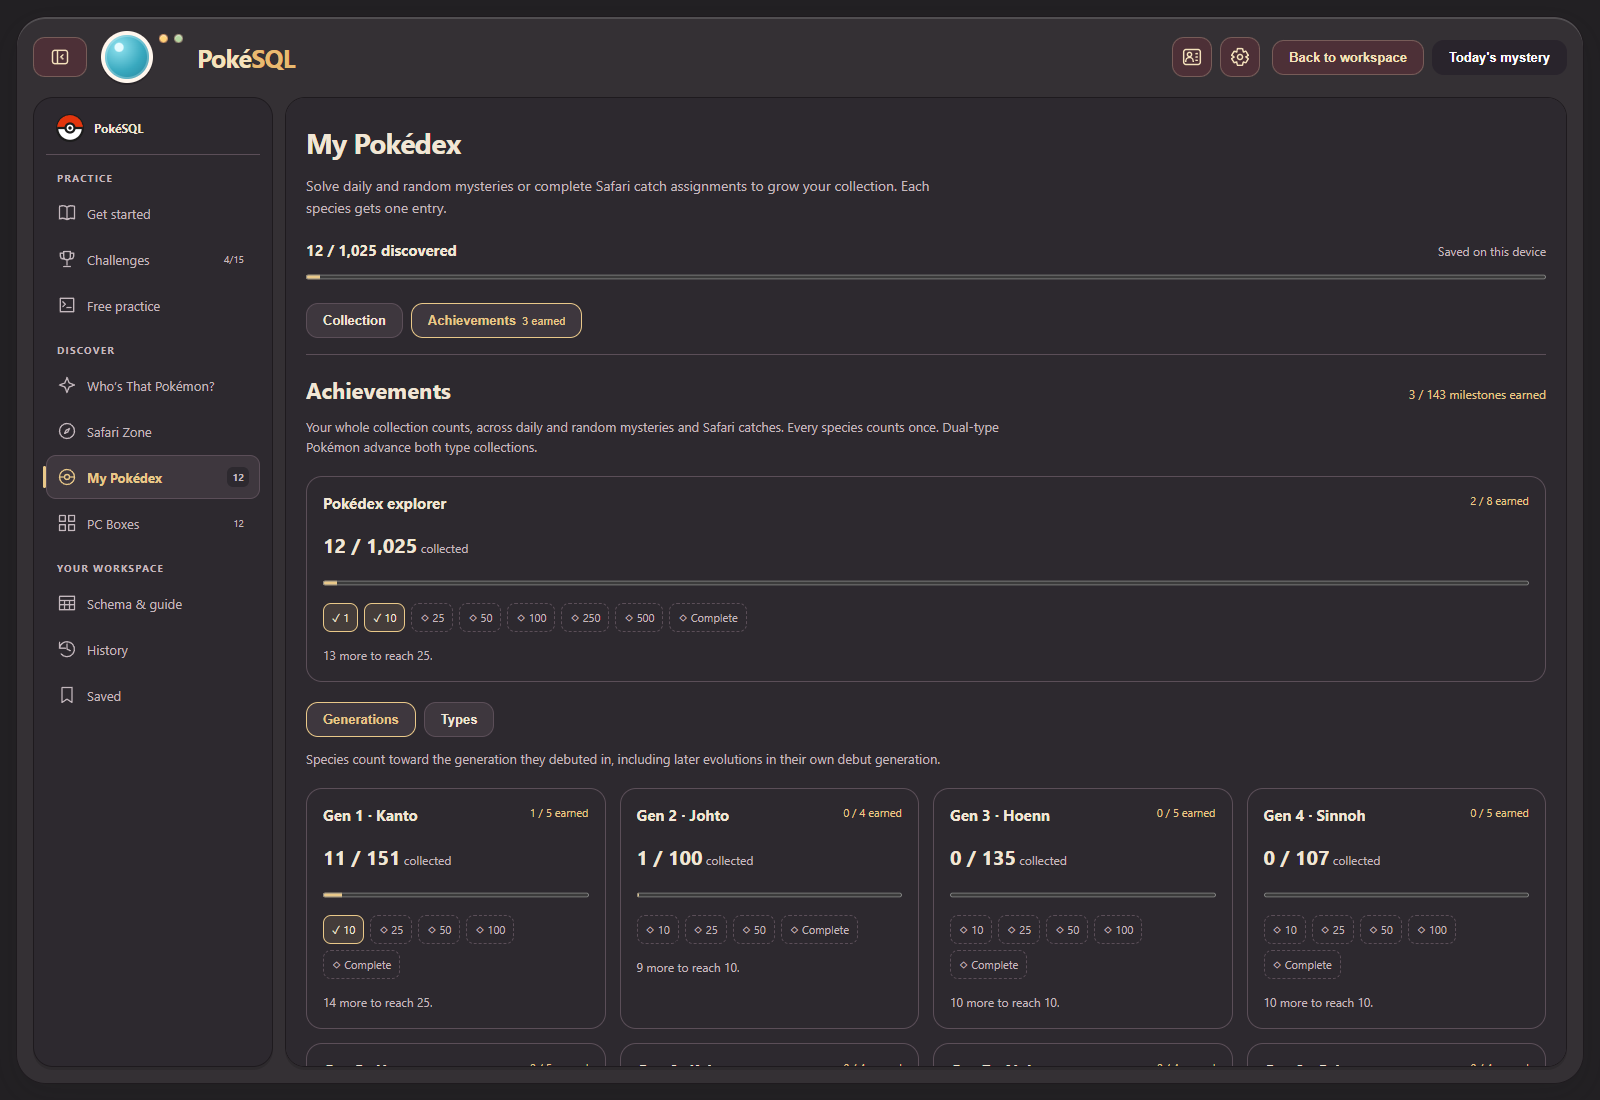 PokéSQL
Back to workspace
Today's mystery
PokéSQL
PRACTICE
Get started
Challenges 4/15
Free practice
DISCOVER
Who's That Pokémon?
Safari Zone
My Pokédex 12
PC Boxes 12
YOUR WORKSPACE
Schema & guide
History
Saved
My Pokédex
Solve daily and random mysteries or complete Safari catch assignments to grow your collection. Each
species gets one entry.
12 / 1,025 discovered
Saved on this device
Collection
Achievements 3 earned
Achievements
3 / 143 milestones earned
Your whole collection counts, across daily and random mysteries and Safari catches. Every species counts once. Dual-type
Pokémon advance both type collections.
Pokédex explorer
2 / 8 earned
12 / 1,025 collected
✓ 1 ✓ 10 ◇ 25 ◇ 50 ◇ 100 ◇ 250 ◇ 500 ◇ Complete
13 more to reach 25.
Generations
Types
Species count toward the generation they debuted in, including later evolutions in their own debut generation.
Gen 1 · Kanto 1 / 5 earned
11 / 151 collected
✓ 10 ◇ 25 ◇ 50 ◇ 100
◇ Complete
14 more to reach 25.
Gen 2 · Johto 0 / 4 earned
1 / 100 collected
◇ 10 ◇ 25 ◇ 50 ◇ Complete
9 more to reach 10.
Gen 3 · Hoenn 0 / 5 earned
0 / 135 collected
◇ 10 ◇ 25 ◇ 50 ◇ 100
◇ Complete
10 more to reach 10.
Gen 4 · Sinnoh 0 / 5 earned
0 / 107 collected
◇ 10 ◇ 25 ◇ 50 ◇ 100
◇ Complete
10 more to reach 10.